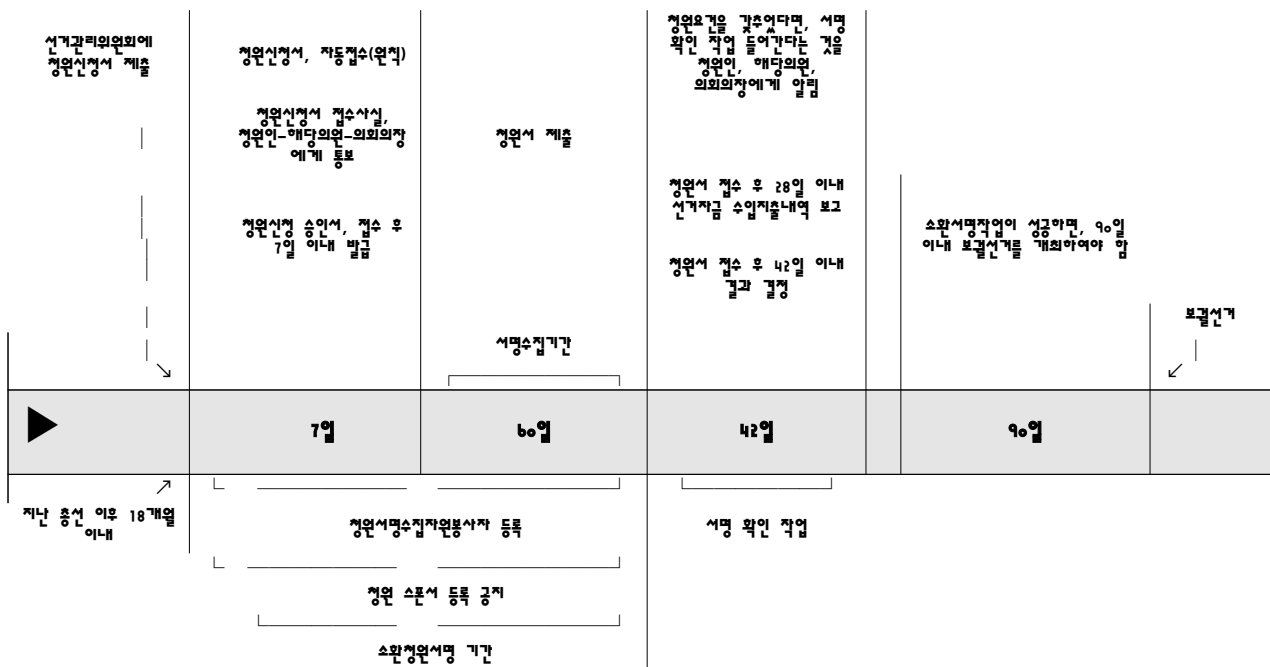 선거관리위원회에
청원신청서 제출
청원신청서, 자동접수(원칙)
청원신청서 접수사실,
청원인-해당의원-의회의장
에게 통보
청원신청 승인서, 접수 후
7일 이내 발급
청원서 제출
서명수집기간
청원요건을 갖추었다면, 서명
확인 작업 들어간다는 것을
청원인, 해당의원,
의회의장에게 알림
청원서 접수 후 28일 이내
선거자금 수입지출내역 보고
청원서 접수 후 42일 이내
결과 결정
소환서명작업이 성공하면, 90일
이내 보궐선거를 개최하여야 함
보궐선거
7일
60일
42일
90일
지난 총선 이후 18개월
이내
청원서명수집자원봉사자 등록
서명 확인 작업
청원 스폰서 등록 공지
소환청원서명 기간